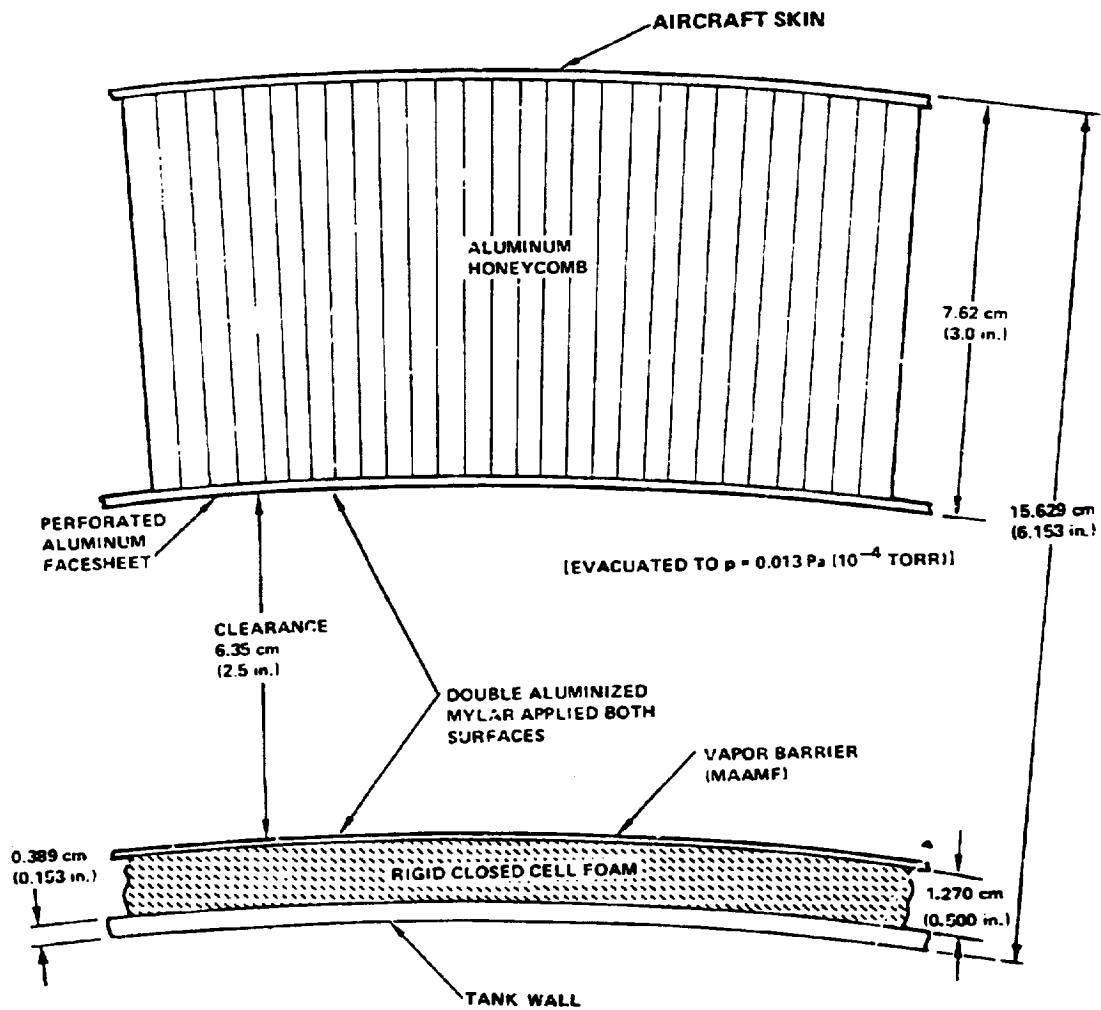 AIRCRAFT SKIN
ALUMINUM
HONEYCOMB
7.62 cm
(3.0 in.)
15.629 cm
(6.153 in.)
PERFORATED
ALUMINUM
FACESHEET
[EVACUATED TO p = 0.013 Pa (10⁻⁴ TORR)]
CLEARANCE
6.35 cm
(2.5 in.)
DOUBLE ALUMINIZED
MYLAR APPLIED BOTH
SURFACES
VAPOR BARRIER
(MAAMF)
0.389 cm
(0.153 in.)
RIGID CLOSED CELL FOAM
1.270 cm
(0.500 in.)
TANK WALL